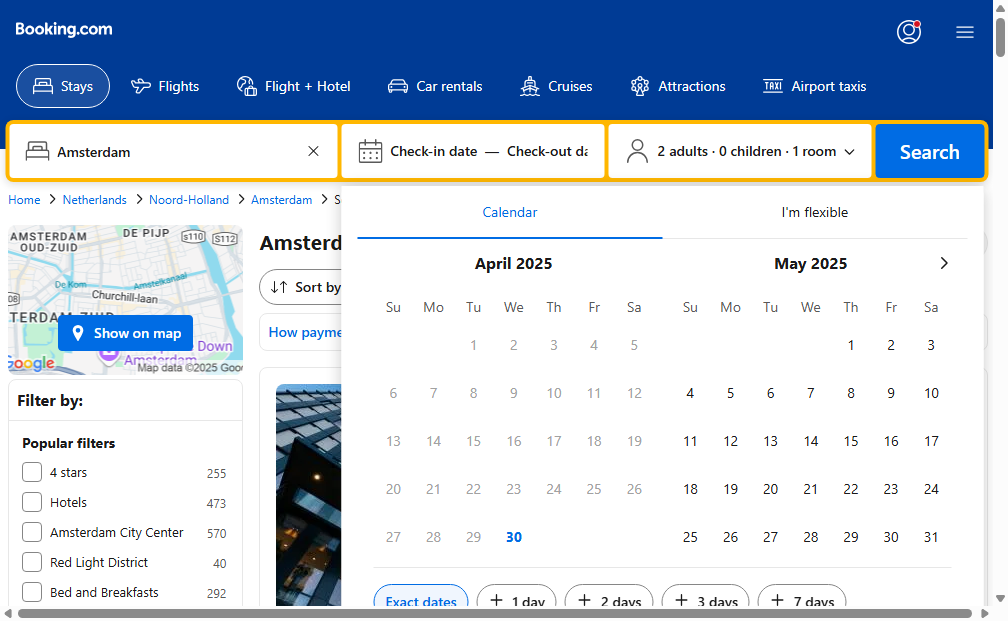 Booking.com
Stays
Flights
Flight + Hotel
Car rentals
Cruises
Attractions
TAXI Airport taxis
Amsterdam
Check-in date — Check-out da
2 adults · 0 children · 1 room
Search
Home > Netherlands > Noord-Holland > Amsterdam > S
AMSTERDAM
OUD-ZUID
DE PIJP
S110
S112
De Kom
Amstelkanaal
Churchill-laan
Show on map
Down
Amsterdam
Google
Map data ©2025 Goo
Amsterd
Sort by
How payme
Filter by:
Popular filters
4 stars 255
Hotels 473
Amsterdam City Center 570
Red Light District 40
Bed and Breakfasts 292
Calendar
I'm flexible
April 2025
Su Mo Tu We Th Fr Sa
1 2 3 4 5
6 7 8 9 10 11 12
13 14 15 16 17 18 19
20 21 22 23 24 25 26
27 28 29 30
May 2025
Su Mo Tu We Th Fr Sa
1 2 3
4 5 6 7 8 9 10
11 12 13 14 15 16 17
18 19 20 21 22 23 24
25 26 27 28 29 30 31
Exact dates
+ 1 day
+ 2 days
+ 3 days
+ 7 days